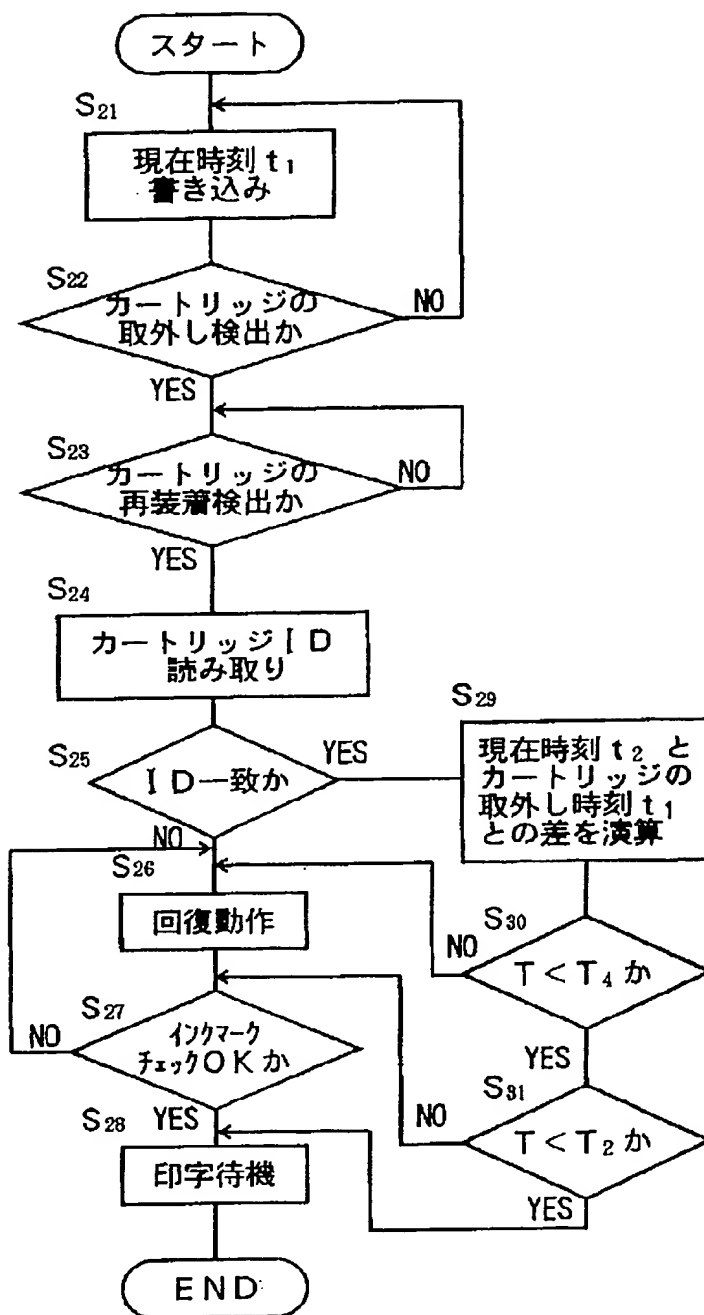 スタート
S21
現在時刻 t1
書き込み
S22
カートリッジの
取外し検出か
NO
YES
S23
カートリッジの
再装着検出か
NO
YES
S24
カートリッジID
読み取り
S25
ID一致か
YES
NO
S29
現在時刻 t2 と
カートリッジの
取外し時刻 t1
との差を演算
S26
回復動作
S30
T<T4か
NO
YES
S27
インクマーク
チェックOKか
NO
YES
S31
T<T2か
NO
YES
S28
印字待機
END